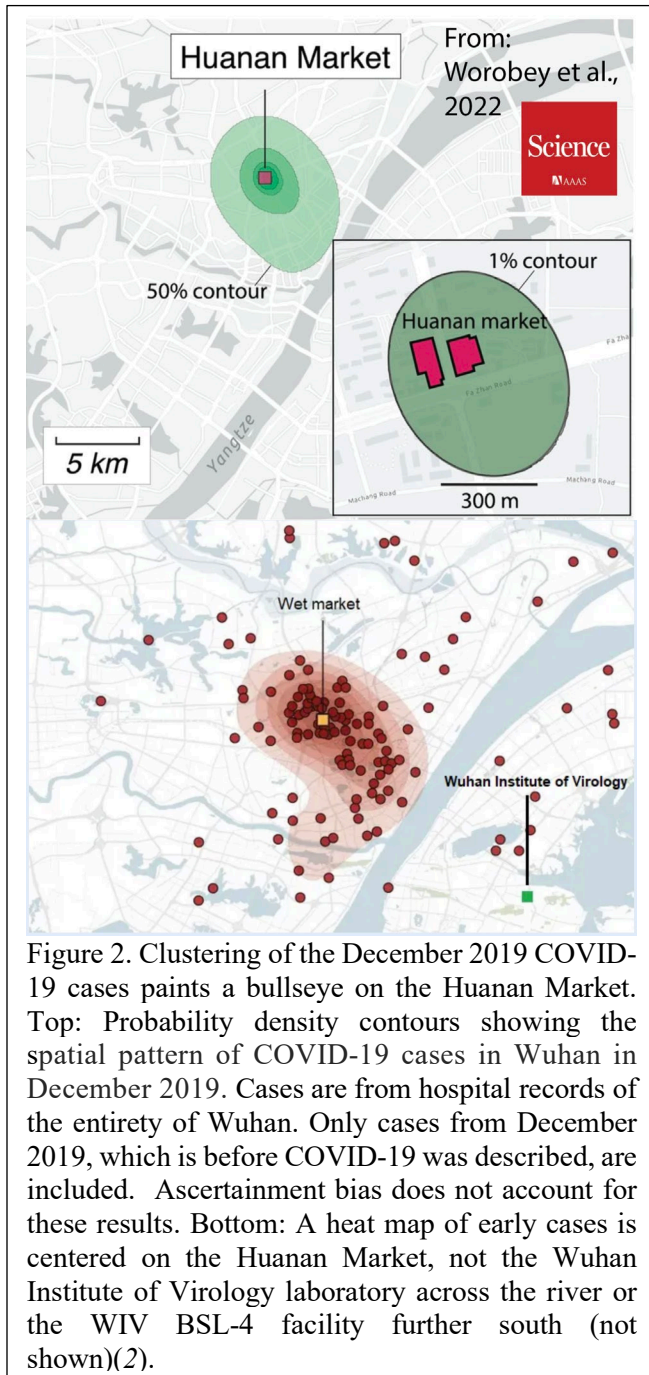 Huanan Market
From:
Worobey et al.,
2022
Science
AAAS
50% contour
1% contour
Huanan market
Fa Zhan Road
Fa Zha
Yangtze
5 km
Machang Road
Machang Road
300 m
Wet market
Wuhan Institute of Virology
Figure 2. Clustering of the December 2019 COVID-
19 cases paints a bullseye on the Huanan Market.
Top: Probability density contours showing the
spatial pattern of COVID-19 cases in Wuhan in
December 2019. Cases are from hospital records of
the entirety of Wuhan. Only cases from December
2019, which is before COVID-19 was described, are
included. Ascertainment bias does not account for
these results. Bottom: A heat map of early cases is
centered on the Huanan Market, not the Wuhan
Institute of Virology laboratory across the river or
the WIV BSL-4 facility further south (not
shown)(2).